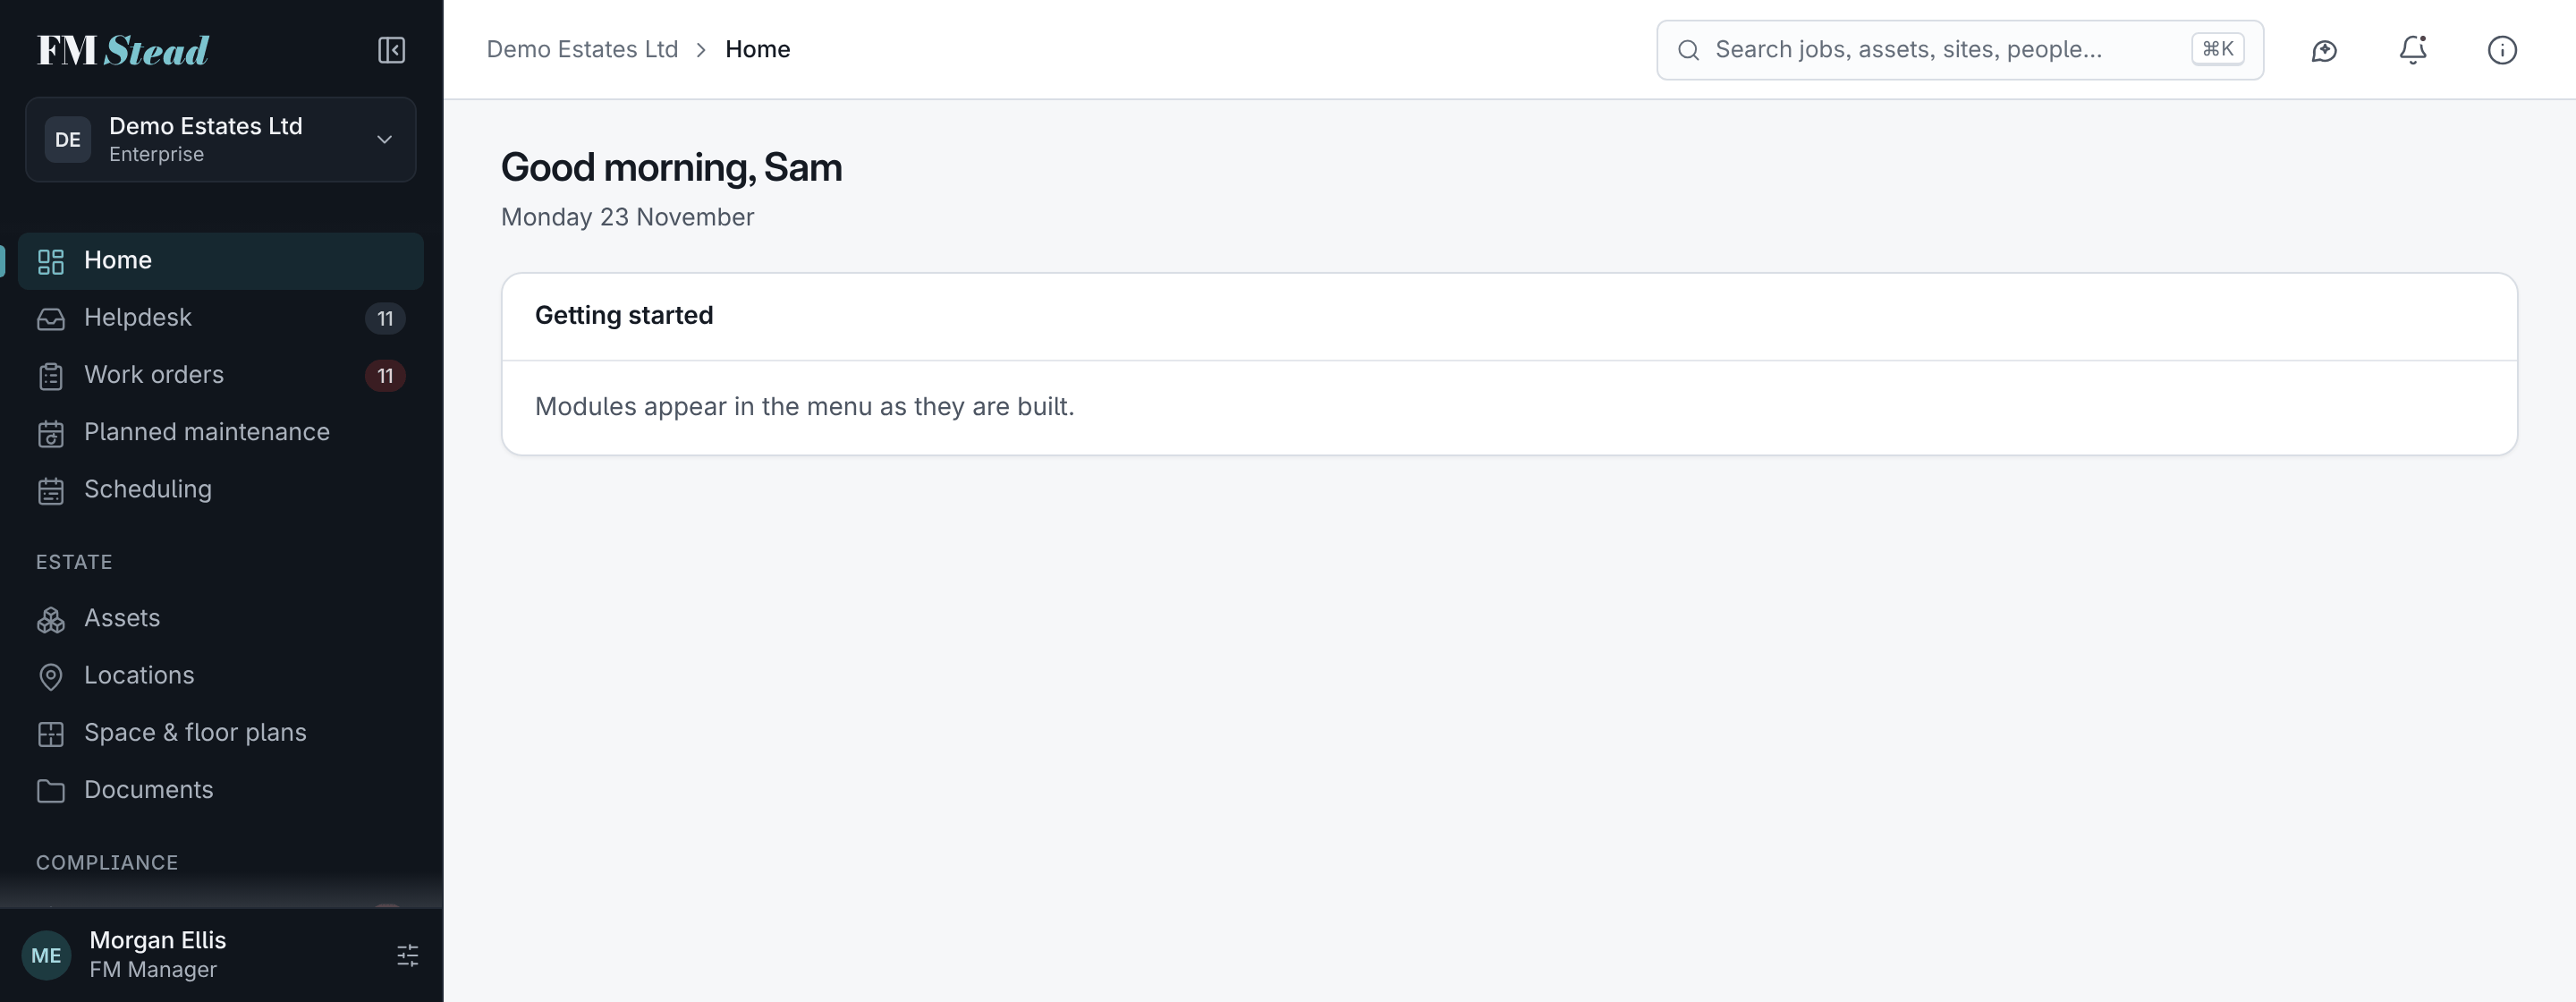 FM Stead
DE
Demo Estates Ltd
Enterprise
Home
Helpdesk 11
Work orders 11
Planned maintenance
Scheduling
ESTATE
Assets
Locations
Space & floor plans
Documents
COMPLIANCE
ME
Morgan Ellis
FM Manager
Demo Estates Ltd > Home
Search jobs, assets, sites, people... ⌘K
Good morning, Sam
Monday 23 November
Getting started
Modules appear in the menu as they are built.